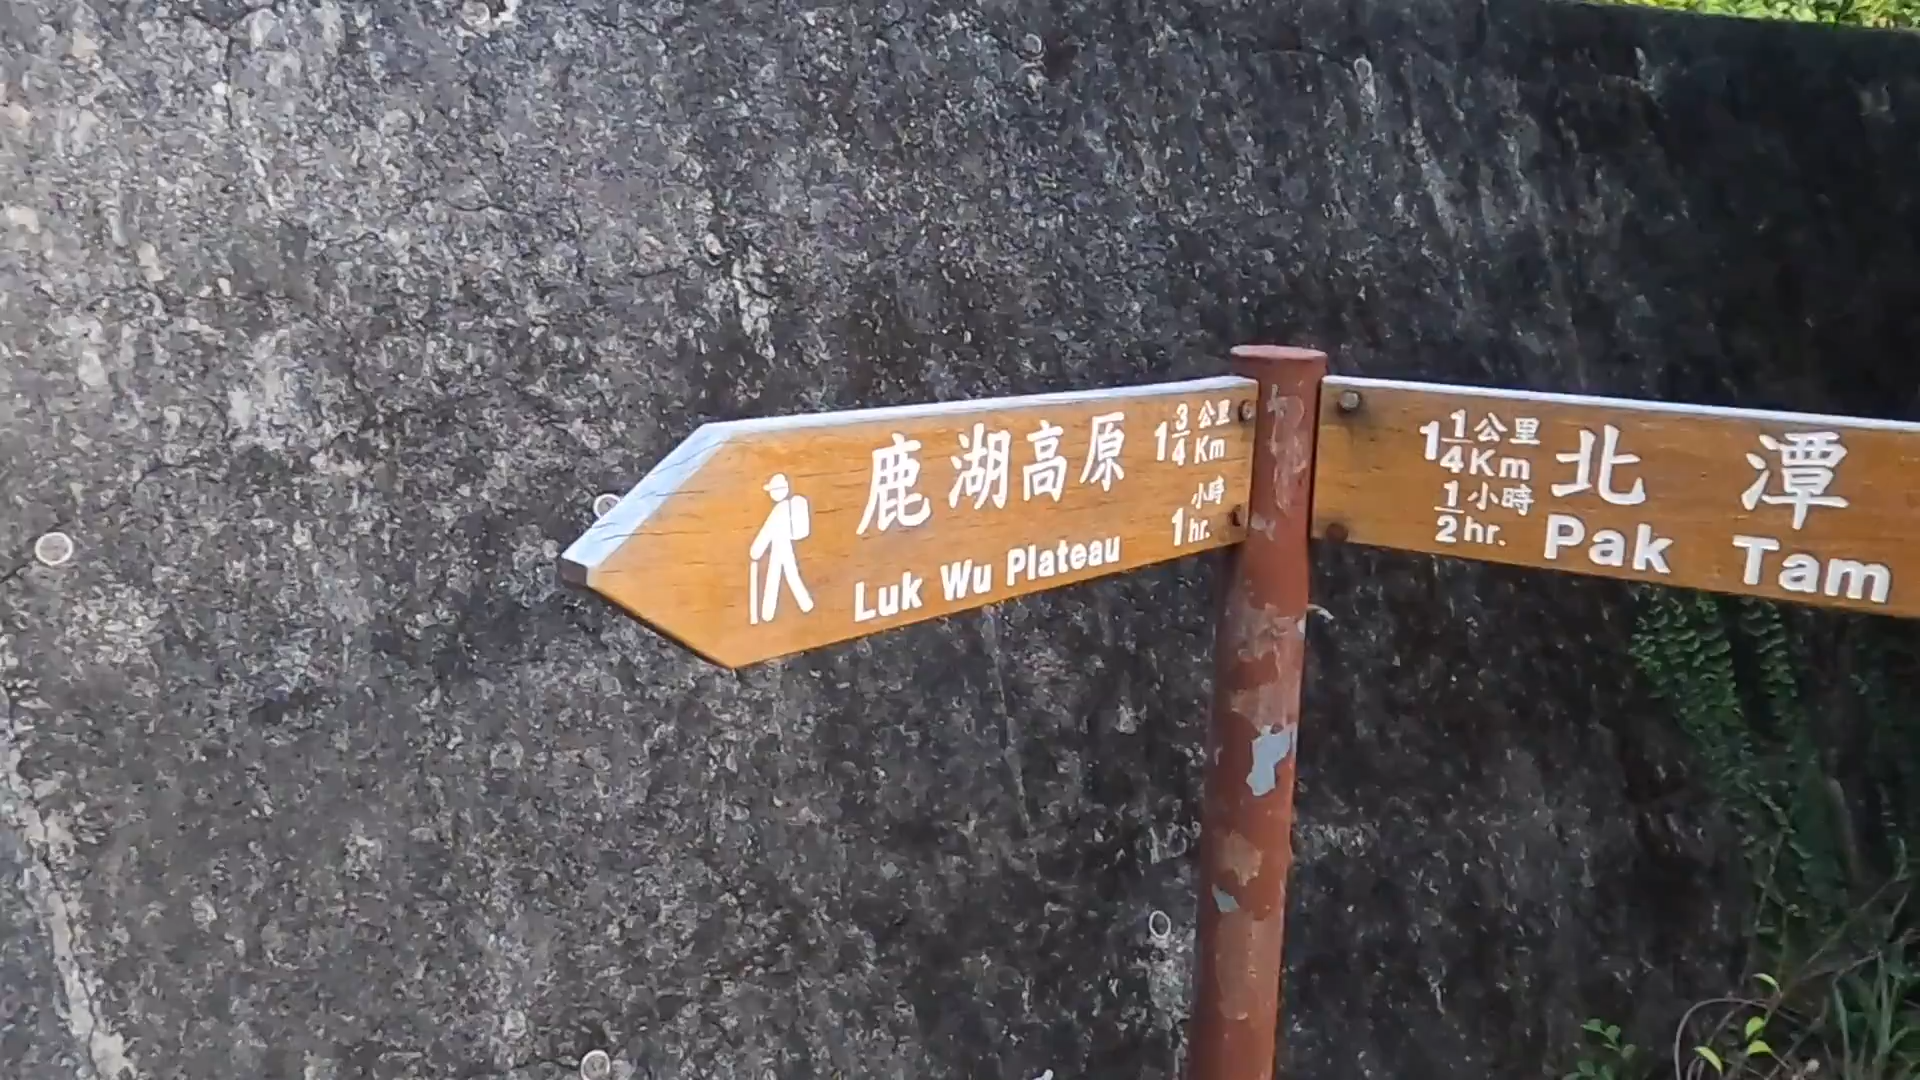 鹿湖高原
Luk Wu Plateau
1 3/4 公里 Km
1 小時 hr.
1 1/4 公里 Km
1/2 小時 hr.
北潭
Pak Tam